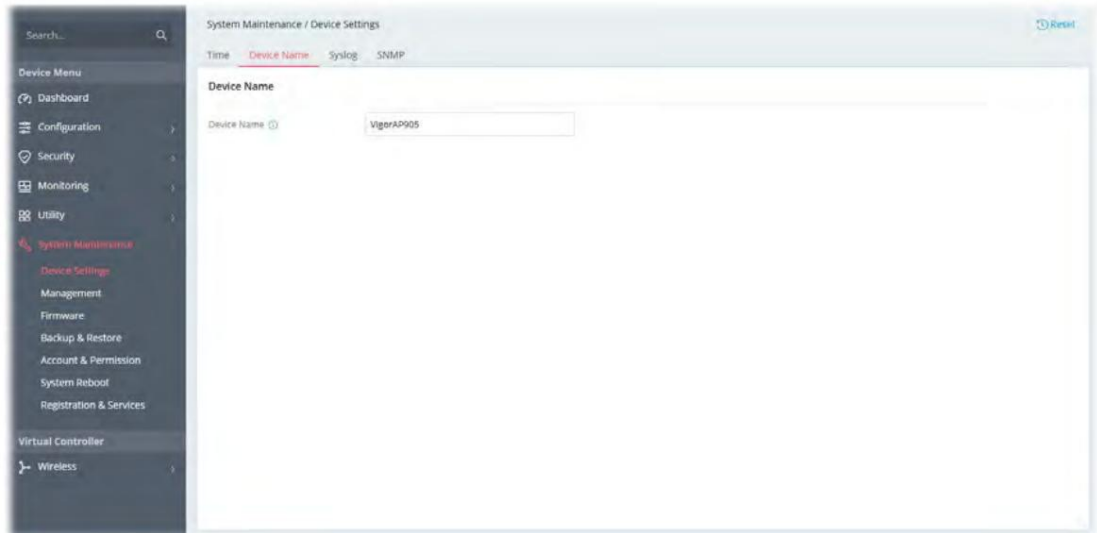 Search...
System Maintenance / Device Settings
Reset
Time Device Name Syslog SNMP
Device Menu
Device Name
Dashboard
Device Name
VigorAP905
Configuration
Security
Monitoring
Utility
System Maintenance
Device Settings
Management
Firmware
Backup & Restore
Account & Permission
System Reboot
Registration & Services
Virtual Controller
Wireless